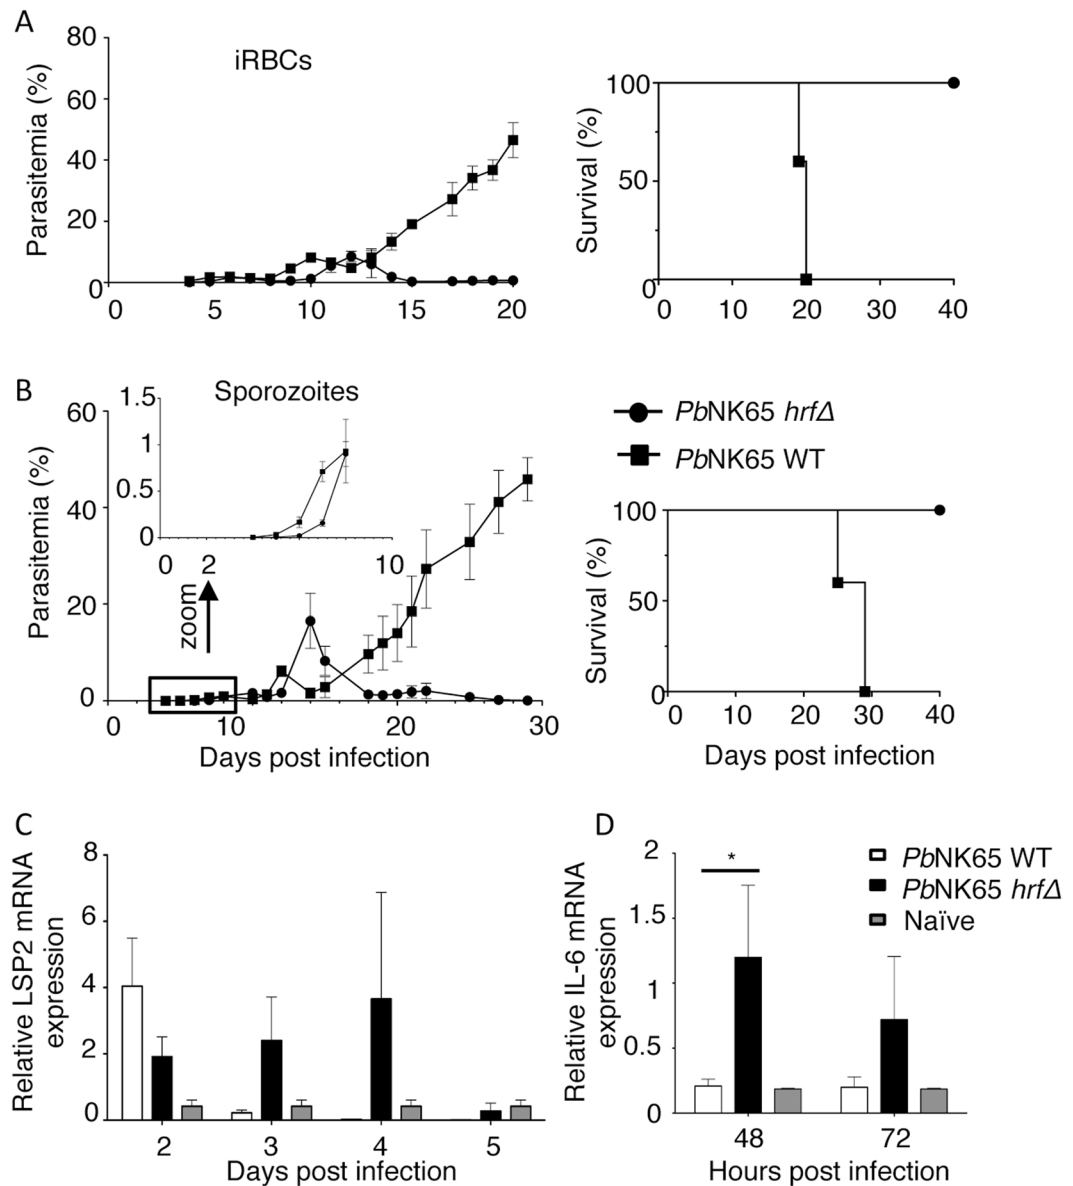 A
iRBCs
Parasitemia (%)
80
60
40
20
0
0 5 10 15 20
Survival (%)
100
50
0
0 10 20 30 40
B
Sporozoites
Parasitemia (%)
60
40
20
0
1.5
1
0.5
0
0 2 10
zoom
0 10 20 30
Days post infection
PbNK65 hrfΔ
PbNK65 WT
Survival (%)
100
50
0
0 10 20 30 40
Days post infection
C
Relative LSP2 mRNA
expression
8
6
4
2
0
2 3 4 5
Days post infection
D
Relative IL-6 mRNA
expression
2
1.5
1
0.5
0
*
PbNK65 WT
PbNK65 hrfΔ
Naïve
48 72
Hours post infection